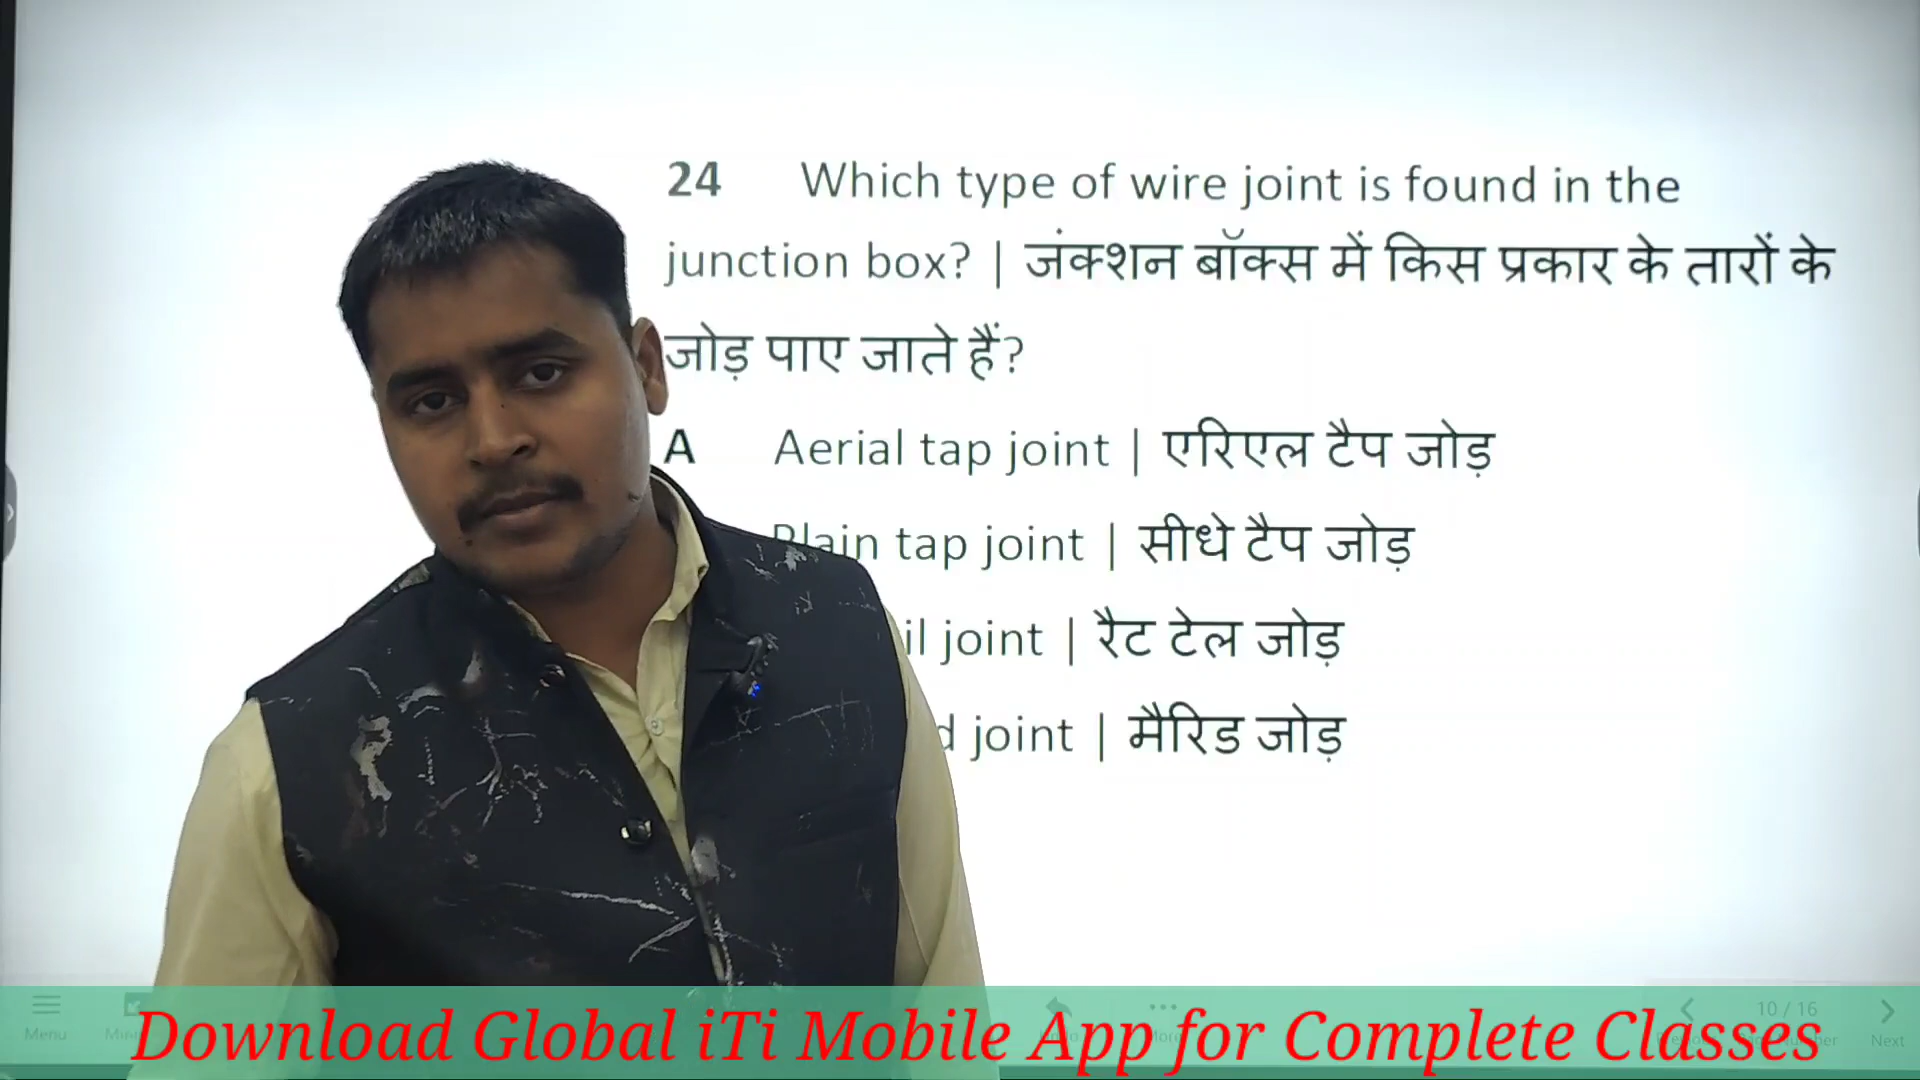 24 Which type of wire joint is found in the
junction box? | जंक्शन बॉक्स में किस प्रकार के तारों के
जोड़ पाए जाते हैं?
A Aerial tap joint | एरिएल टैप जोड़
Plain tap joint | सीधे टैप जोड़
il joint | रैट टेल जोड़
d joint | मैरिड जोड़
Menu
10 / 16
Next
Download Global iTi Mobile App for Complete Classes